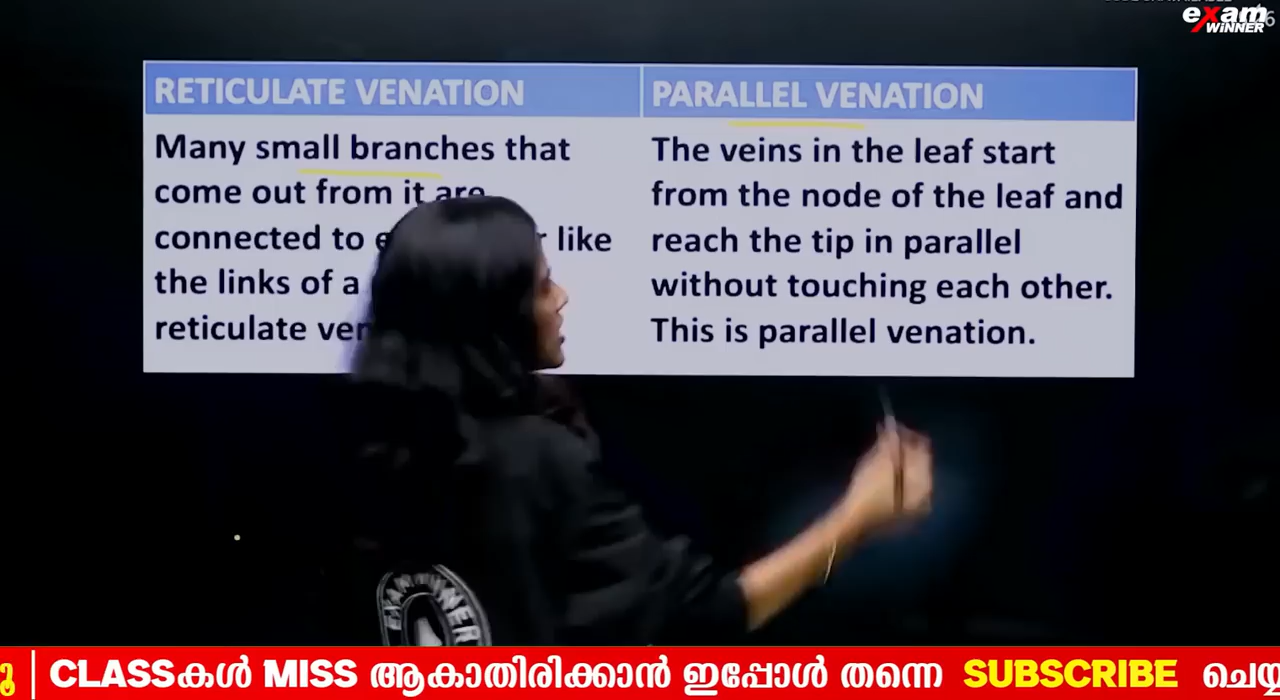 exam
WINNER
RETICULATE VENATION
Many small branches that
come out from it are
connected to like
the links of a
reticulate
PARALLEL VENATION
The veins in the leaf start
from the node of the leaf and
reach the tip in parallel
without touching each other.
This is parallel venation.
EXAM WINNER
CLASSകൾ MISS ആകാതിരിക്കാൻ ഇപ്പോൾ തന്നെ SUBSCRIBE